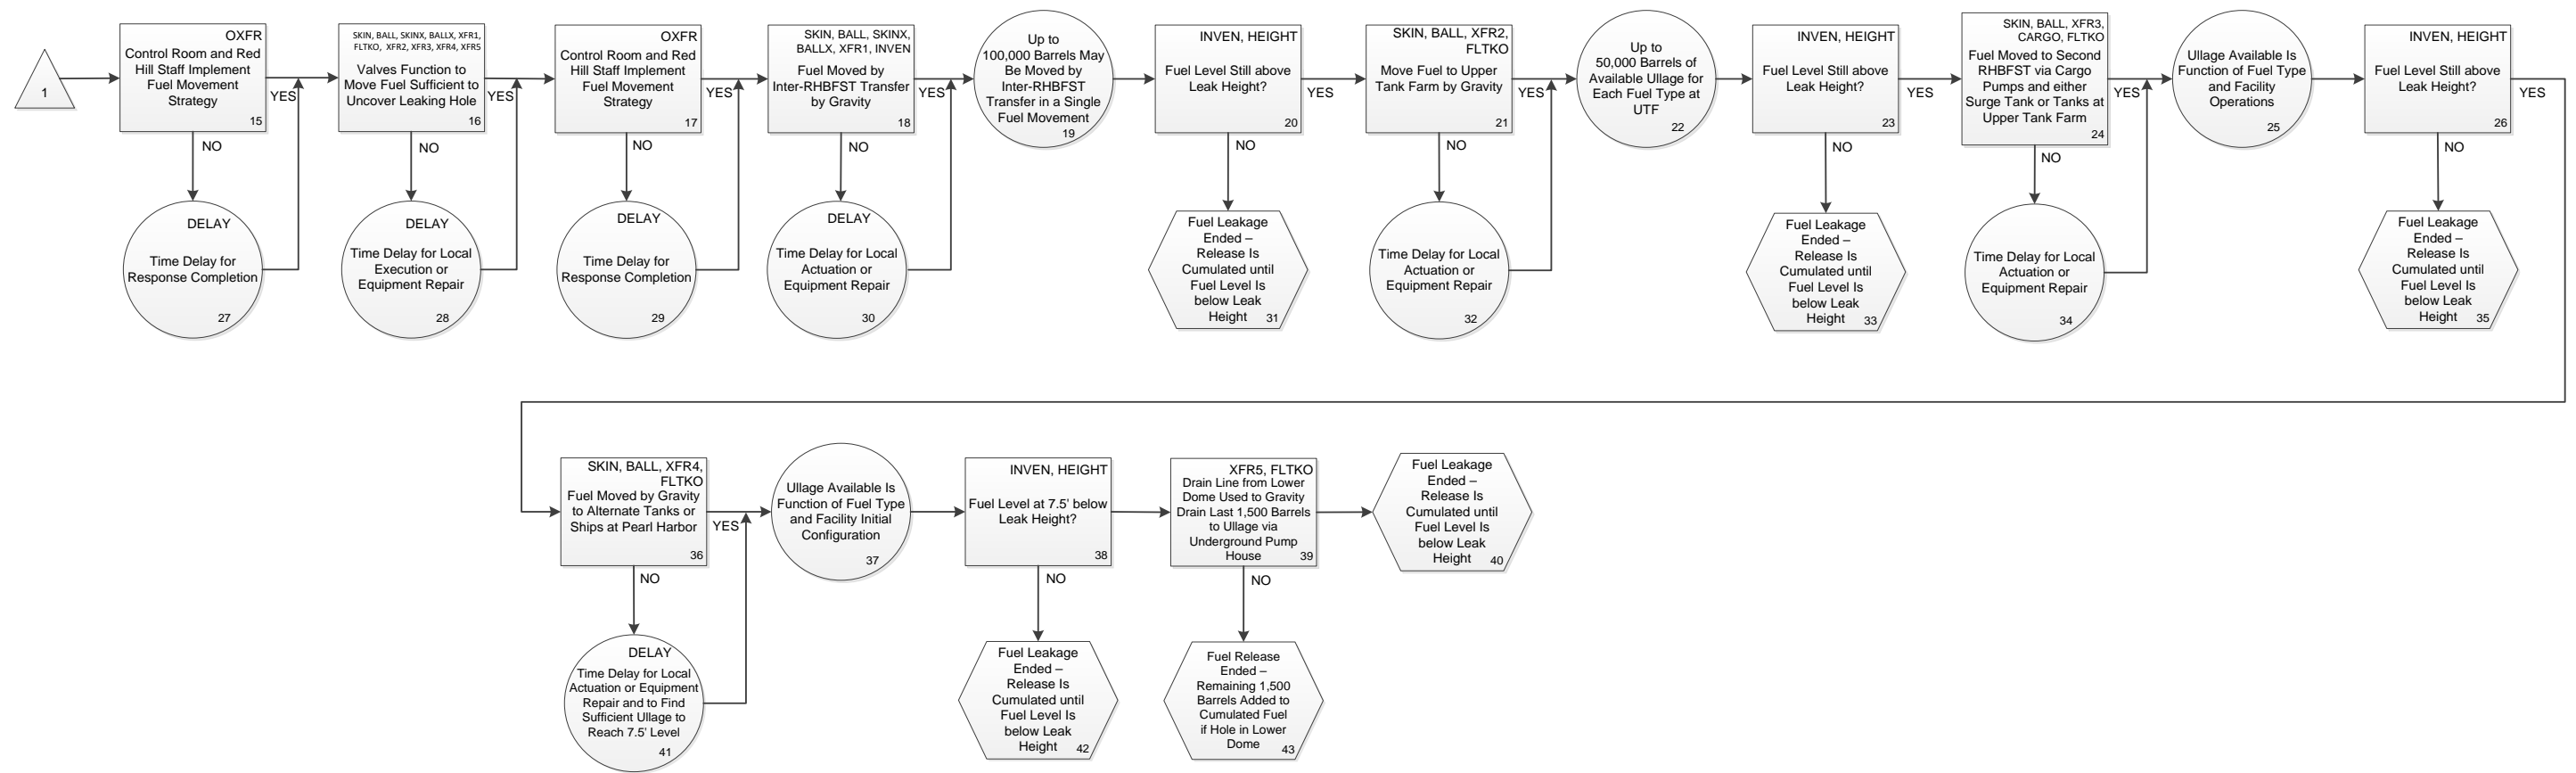 1
OXFR
Control Room and Red
Hill Staff Implement
Fuel Movement
Strategy
15
YES
NO
SKIN, BALL, SKINX, BALLX, XFR1,
FLTKO, XFR2, XFR3, XFR4, XFR5
Valves Function to
Move Fuel Sufficient to
Uncover Leaking Hole
16
YES
NO
OXFR
Control Room and Red
Hill Staff Implement
Fuel Movement
Strategy
17
YES
NO
SKIN, BALL, SKINX,
BALLX, XFR1, INVEN
Fuel Moved by
Inter-RHBFST Transfer
by Gravity
18
YES
NO
Up to
100,000 Barrels May
Be Moved by
Inter-RHBFST
Transfer in a Single
Fuel Movement
19
INVEN, HEIGHT
Fuel Level Still above
Leak Height?
20
YES
NO
SKIN, BALL, XFR2,
FLTKO
Move Fuel to Upper
Tank Farm by Gravity
21
YES
NO
Up to
50,000 Barrels of
Available Ullage for
Each Fuel Type at
UTF
22
INVEN, HEIGHT
Fuel Level Still above
Leak Height?
23
YES
NO
SKIN, BALL, XFR3,
CARGO, FLTKO
Fuel Moved to Second
RHBFST via Cargo
Pumps and either
Surge Tank or Tanks at
Upper Tank Farm
24
YES
NO
Ullage Available Is
Function of Fuel Type
and Facility
Operations
25
INVEN, HEIGHT
Fuel Level Still above
Leak Height?
26
YES
NO
DELAY
Time Delay for
Response Completion
27
DELAY
Time Delay for Local
Execution or
Equipment Repair
28
DELAY
Time Delay for
Response Completion
29
DELAY
Time Delay for Local
Actuation or
Equipment Repair
30
Fuel Leakage
Ended –
Release Is
Cumulated until
Fuel Level Is
below Leak
Height
31
Time Delay for Local
Actuation or
Equipment Repair
32
Fuel Leakage
Ended –
Release Is
Cumulated until
Fuel Level Is
below Leak
Height
33
Time Delay for Local
Actuation or
Equipment Repair
34
Fuel Leakage
Ended –
Release Is
Cumulated until
Fuel Level Is
below Leak
Height
35
SKIN, BALL, XFR4,
FLTKO
Fuel Moved by Gravity
to Alternate Tanks or
Ships at Pearl Harbor
36
YES
NO
Ullage Available Is
Function of Fuel Type
and Facility Initial
Configuration
37
INVEN, HEIGHT
Fuel Level at 7.5' below
Leak Height?
38
NO
XFR5, FLTKO
Drain Line from Lower
Dome Used to Gravity
Drain Last 1,500 Barrels
to Ullage via
Underground Pump
House
39
NO
Fuel Leakage
Ended –
Release Is
Cumulated until
Fuel Level Is
below Leak
Height
40
DELAY
Time Delay for Local
Actuation or Equipment
Repair and to Find
Sufficient Ullage to
Reach 7.5' Level
41
Fuel Leakage
Ended –
Release Is
Cumulated until
Fuel Level Is
below Leak
Height
42
Fuel Release
Ended –
Remaining 1,500
Barrels Added to
Cumulated Fuel
if Hole in Lower
Dome
43